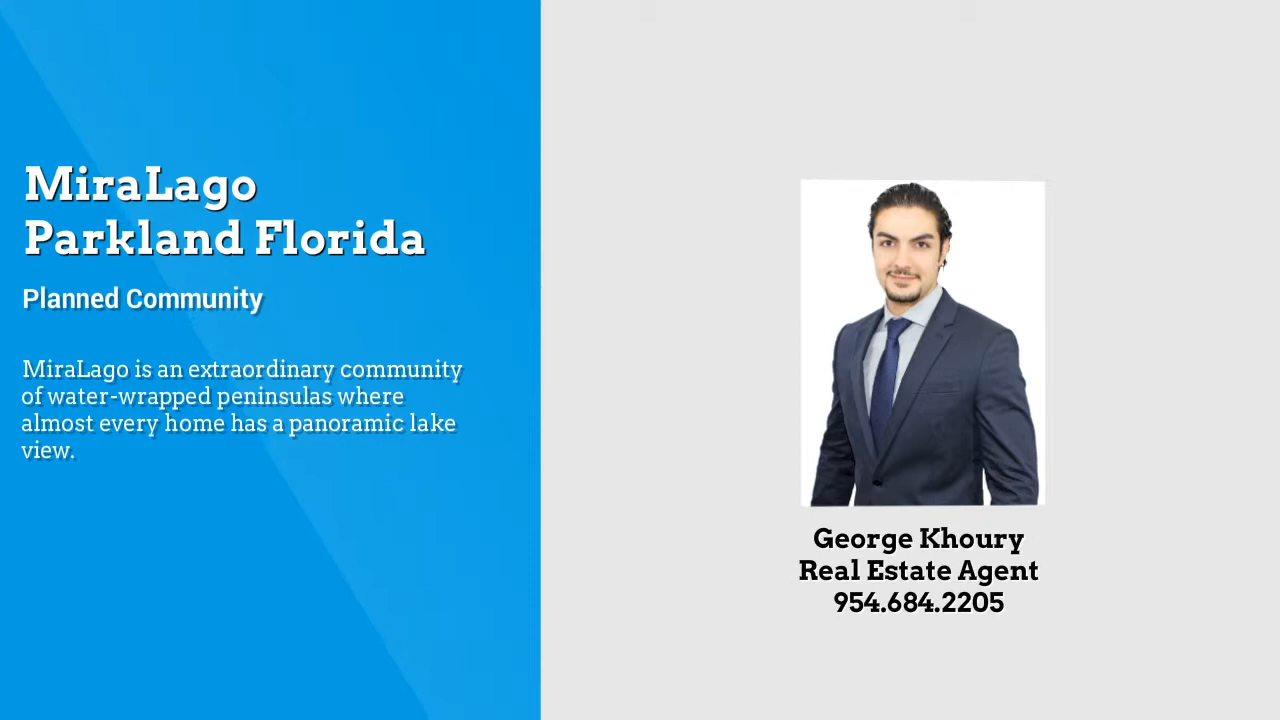 MiraLago
Parkland Florida
Planned Community
MiraLago is an extraordinary community
of water-wrapped peninsulas where
almost every home has a panoramic lake
view.
George Khoury
Real Estate Agent
954.684.2205